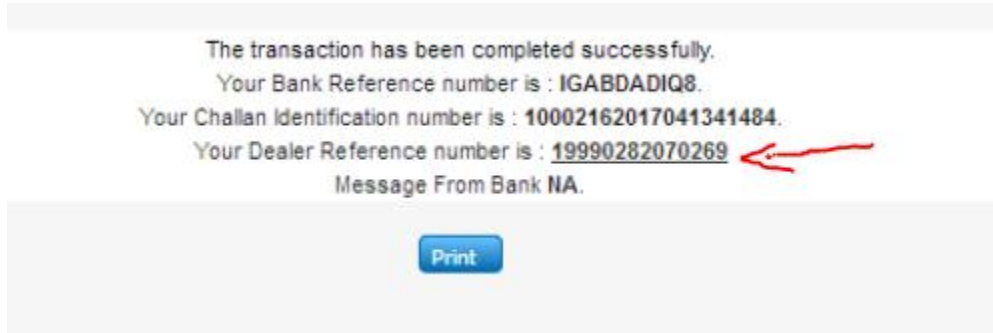 The transaction has been completed successfully.
Your Bank Reference number is : IGABDADIQ8.
Your Challan Identification number is : 10002162017041341484.
Your Dealer Reference number is : 19990282070269
Message From Bank NA.
Print